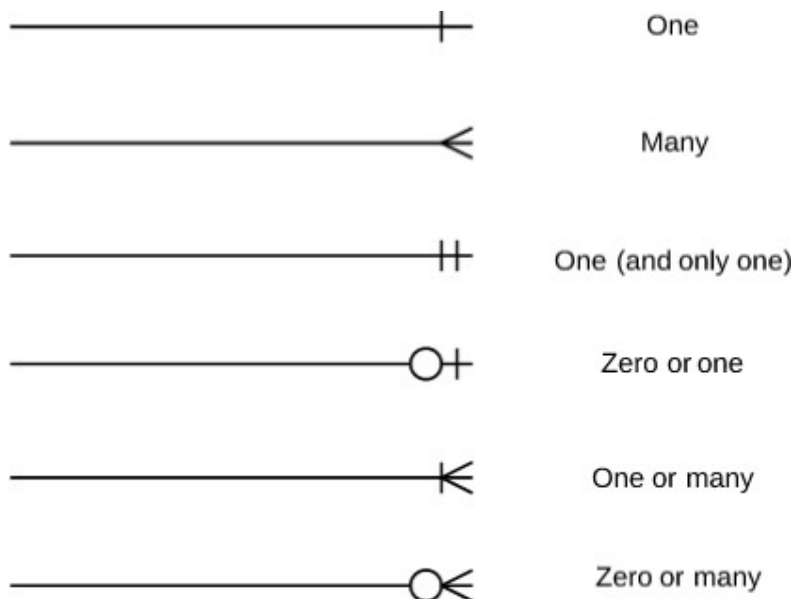 One
Many
One (and only one)
Zero or one
One or many
Zero or many